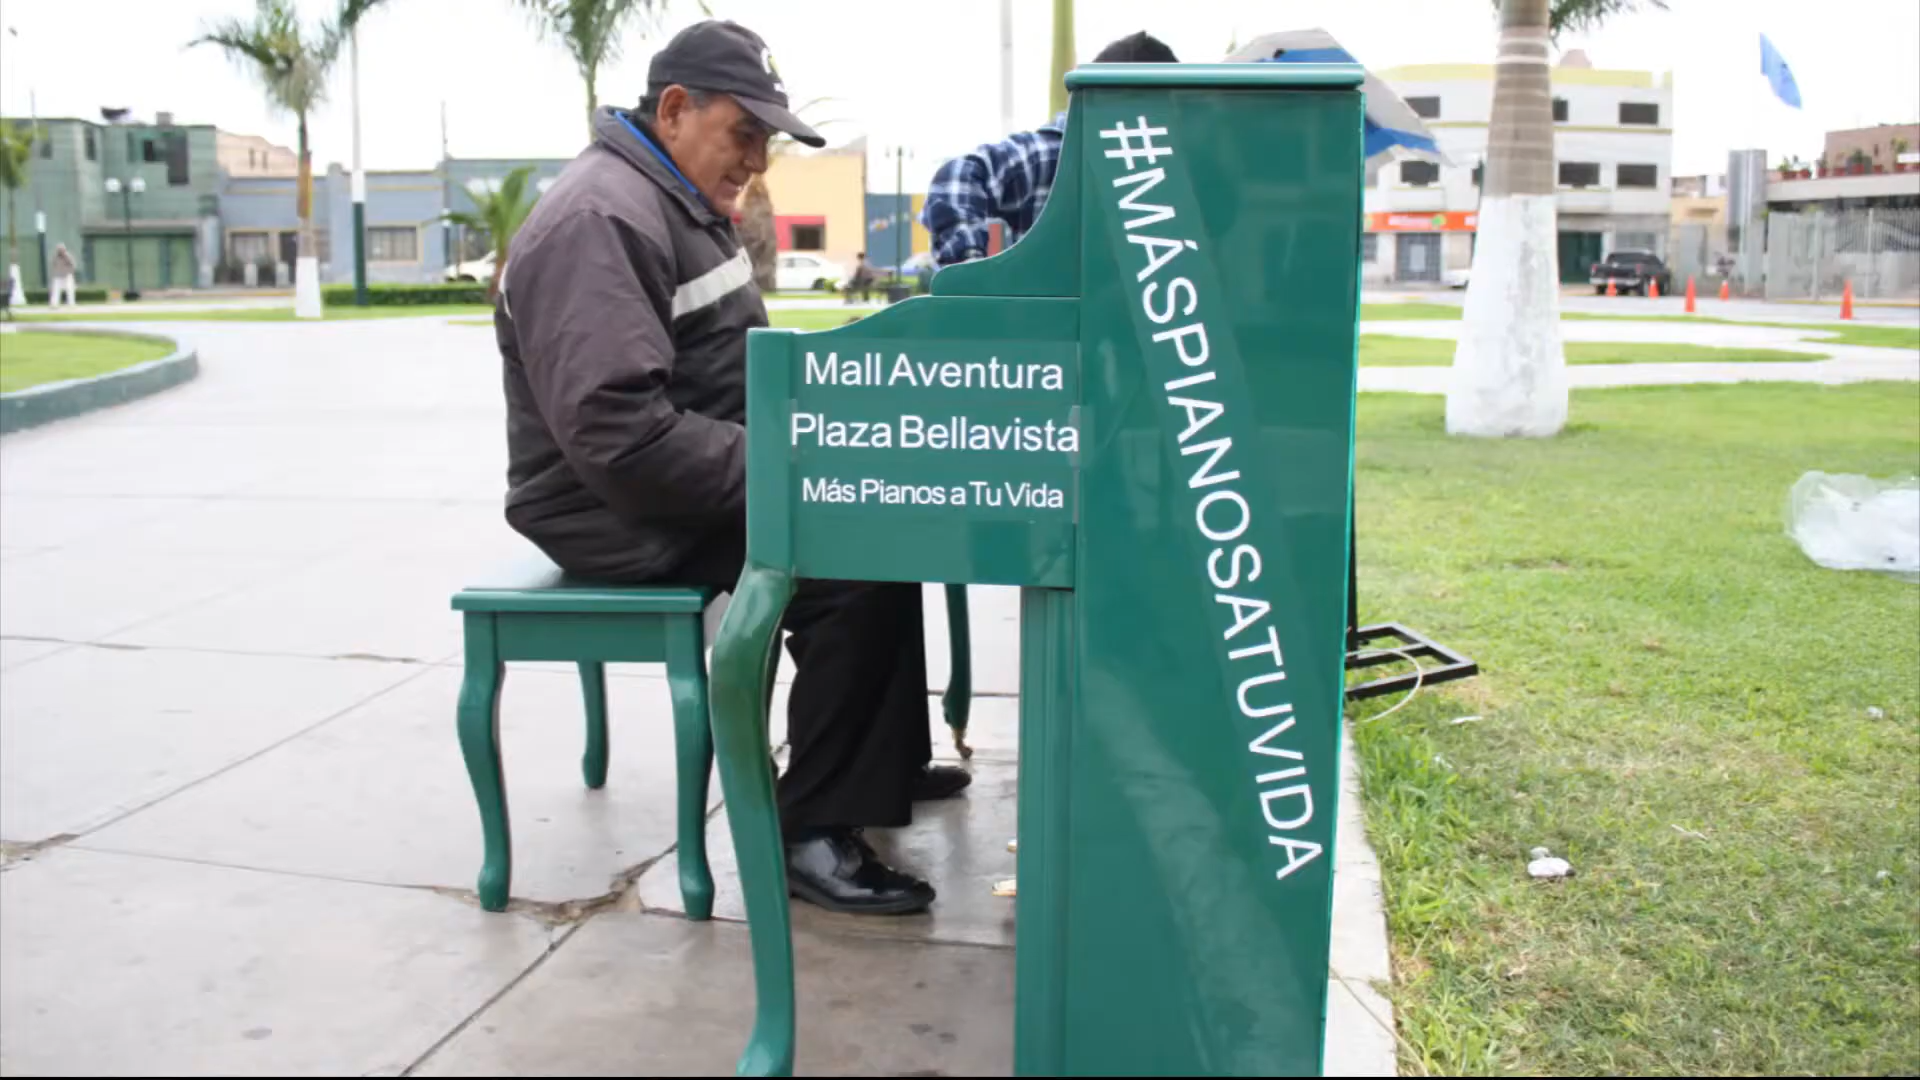 Mall Aventura
Plaza Bellavista
Más Pianos a Tu Vida
#MÁSPIANOSATUVIDA